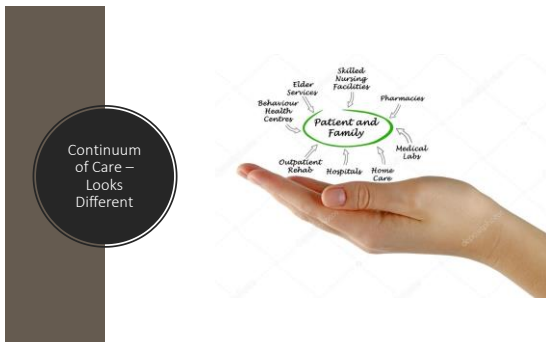 Continuum
of Care –
Looks
Different
Skilled
Nursing
Facilities
Elder
Services
Pharmacies
Behaviour
Health
Centres
Patient and
Family
Medical
Labs
Outpatient
Rehab
Hospitals
Home
Care